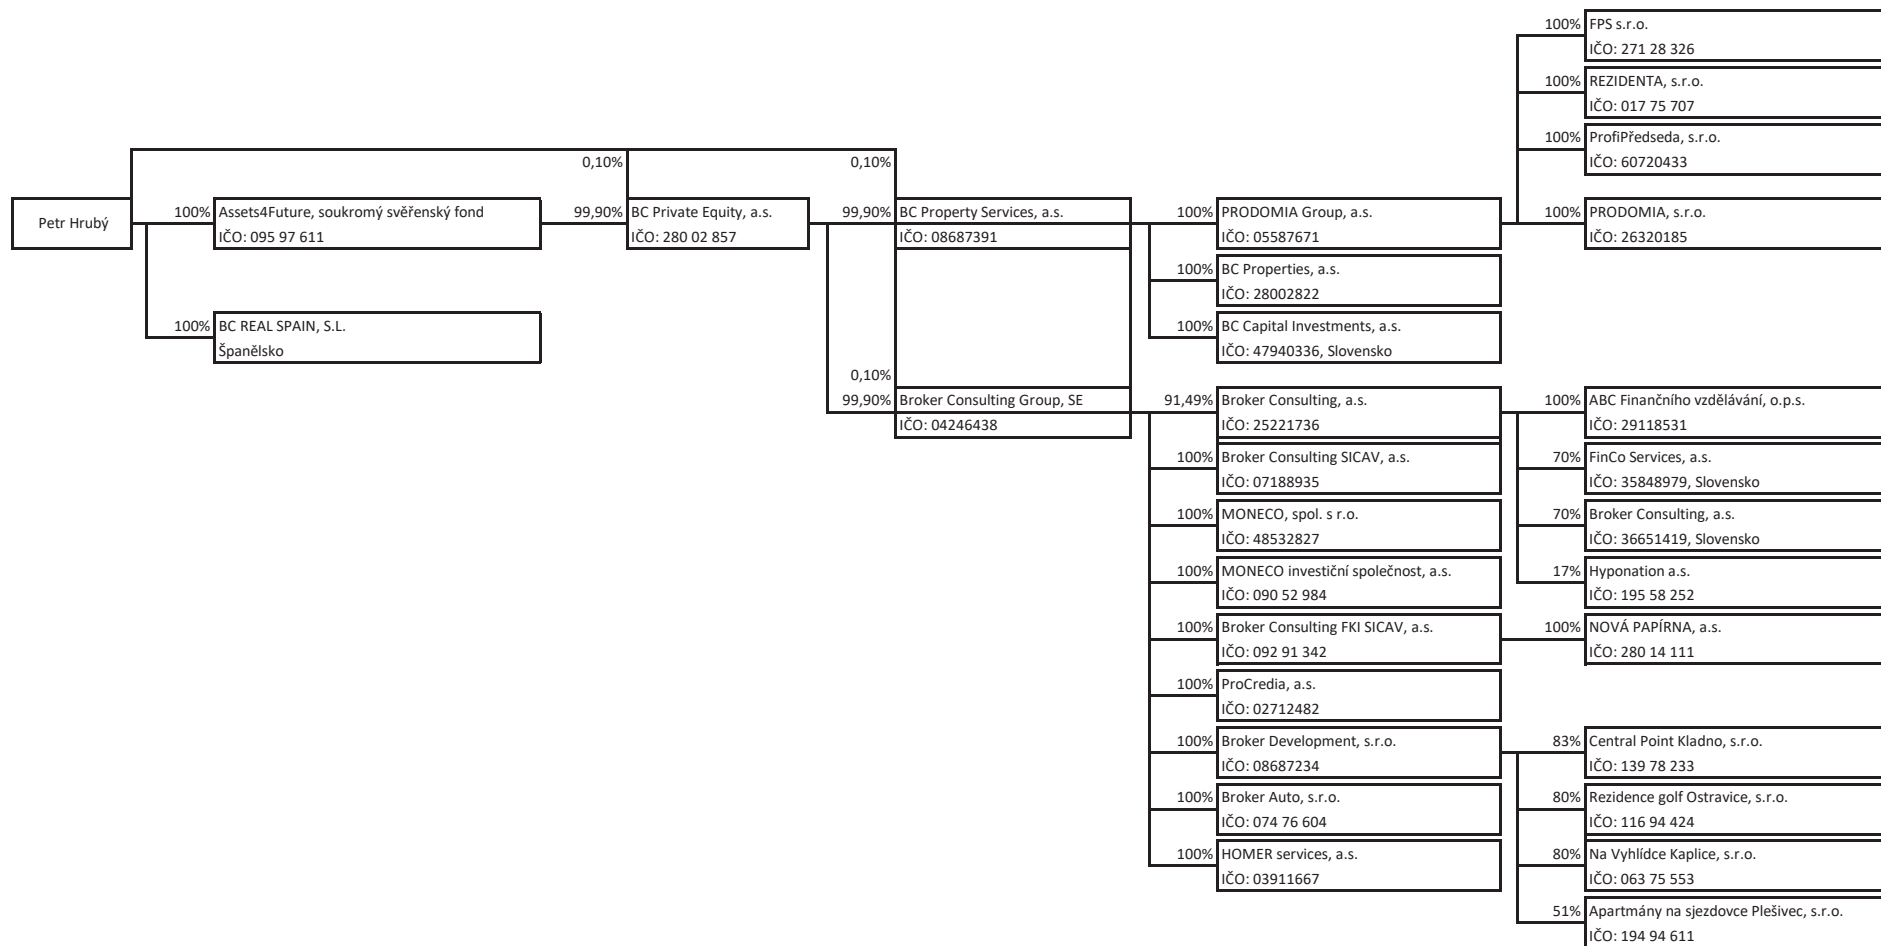 Petr Hrubý
100% Assets4Future, soukromý svěřenský fond
IČO: 095 97 611
100% BC REAL SPAIN, S.L.
Španělsko
0,10%
99,90% BC Private Equity, a.s.
IČO: 280 02 857
0,10%
99,90% BC Property Services, a.s.
IČO: 08687391
0,10%
99,90% Broker Consulting Group, SE
IČO: 04246438
100% PRODOMIA Group, a.s.
IČO: 05587671
100% BC Properties, a.s.
IČO: 28002822
100% BC Capital Investments, a.s.
IČO: 47940336, Slovensko
91,49% Broker Consulting, a.s.
IČO: 25221736
100% Broker Consulting SICAV, a.s.
IČO: 07188935
100% MONECO, spol. s r.o.
IČO: 48532827
100% MONECO investiční společnost, a.s.
IČO: 090 52 984
100% Broker Consulting FKI SICAV, a.s.
IČO: 092 91 342
100% ProCredia, a.s.
IČO: 02712482
100% Broker Development, s.r.o.
IČO: 08687234
100% Broker Auto, s.r.o.
IČO: 074 76 604
100% HOMER services, a.s.
IČO: 03911667
100% FPS s.r.o.
IČO: 271 28 326
100% REZIDENTA, s.r.o.
IČO: 017 75 707
100% ProfiPředseda, s.r.o.
IČO: 60720433
100% PRODOMIA, s.r.o.
IČO: 26320185
100% ABC Finančního vzdělávání, o.p.s.
IČO: 29118531
70% FinCo Services, a.s.
IČO: 35848979, Slovensko
70% Broker Consulting, a.s.
IČO: 36651419, Slovensko
17% Hyponation a.s.
IČO: 195 58 252
100% NOVÁ PAPÍRNA, a.s.
IČO: 280 14 111
83% Central Point Kladno, s.r.o.
IČO: 139 78 233
80% Rezidence golf Ostravice, s.r.o.
IČO: 116 94 424
80% Na Vyhlídce Kaplice, s.r.o.
IČO: 063 75 553
51% Apartmány na sjezdovce Plešivec, s.r.o.
IČO: 194 94 611